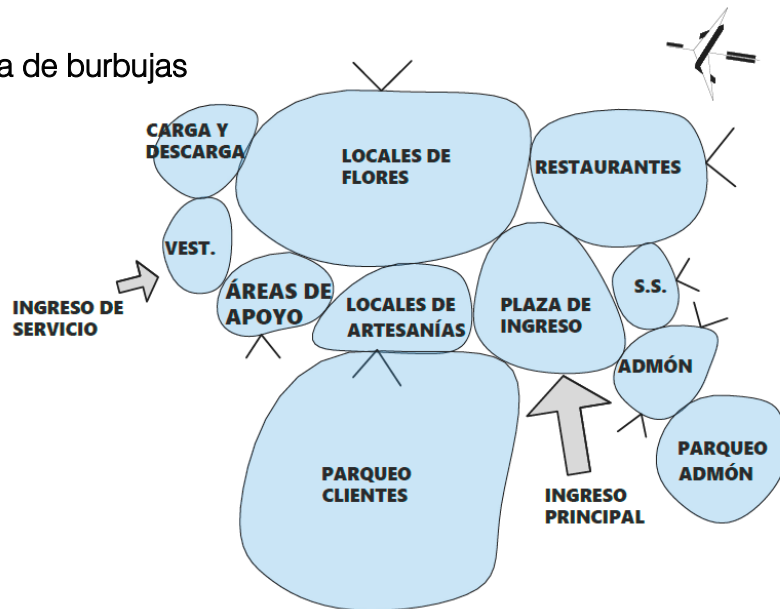 a de burbujas
CARGA Y
DESCARGA
LOCALES DE
FLORES
RESTAURANTES
VEST.
INGRESO DE
SERVICIO
ÁREAS DE
APOYO
LOCALES DE
ARTESANÍAS
PLAZA DE
INGRESO
S.S.
ADMÓN
PARQUEO
CLIENTES
INGRESO
PRINCIPAL
PARQUEO
ADMÓN